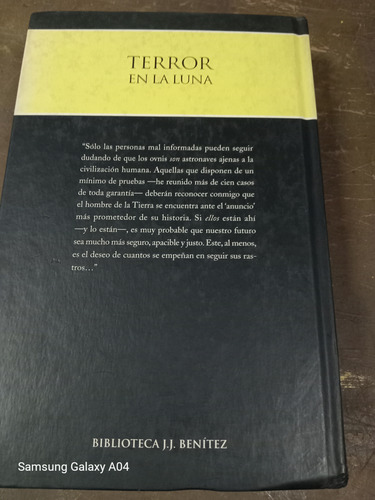 TERROR
EN LA LUNA
"Sólo las personas mal informadas pueden seguir
dudando de que los ovnis son astronaves ajenas a la
civilización humana. Aquellas que disponen de un
mínimo de pruebas —he reunido más de cien casos
de toda garantía— deberán reconocer conmigo que
el hombre de la Tierra se encuentra ante el 'anuncio'
más prometedor de su historia. Si ellos están ahí
—y lo están—, es muy probable que nuestro futuro
sea mucho más seguro, apacible y justo. Este, al menos,
es el deseo de cuantos se empeñan en seguir sus ras-
tros..."
BIBLIOTECA J.J. BENÍTEZ
Samsung Galaxy A04